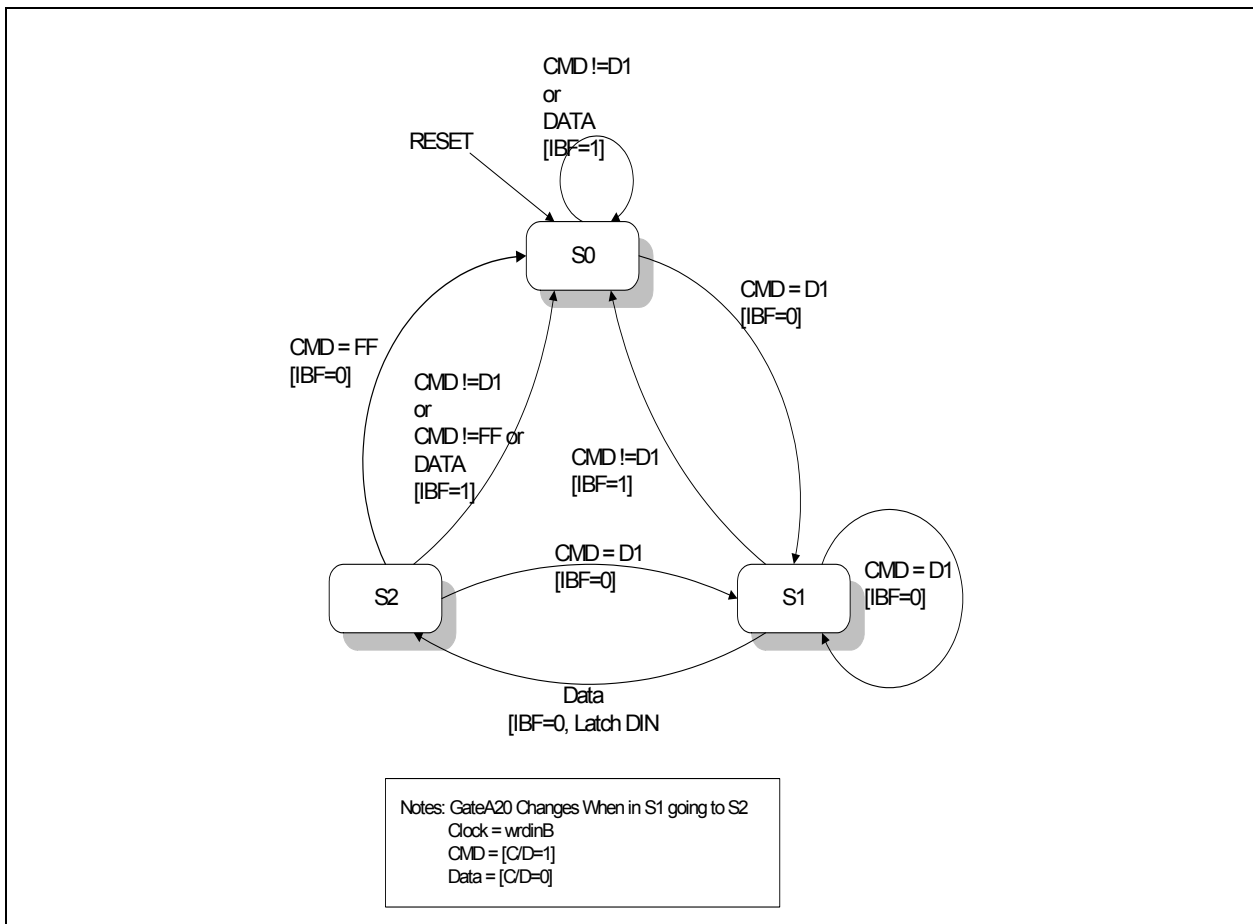 CMD !=D1
or
DATA
[IBF=1]
RESET
S0
CMD = D1
[IBF=0]
CMD = FF
[IBF=0]
CMD !=D1
or
CMD !=FF or
DATA
[IBF=1]
CMD !=D1
[IBF=1]
CMD = D1
[IBF=0]
S2
S1
CMD = D1
[IBF=0]
Data
[IBF=0, Latch DIN
Notes: GateA20 Changes When in S1 going to S2
Clock = wrdinB
CMD = [C/D=1]
Data = [C/D=0]